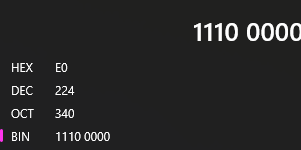 1110 0000
HEX E0
DEC 224
OCT 340
BIN 1110 0000